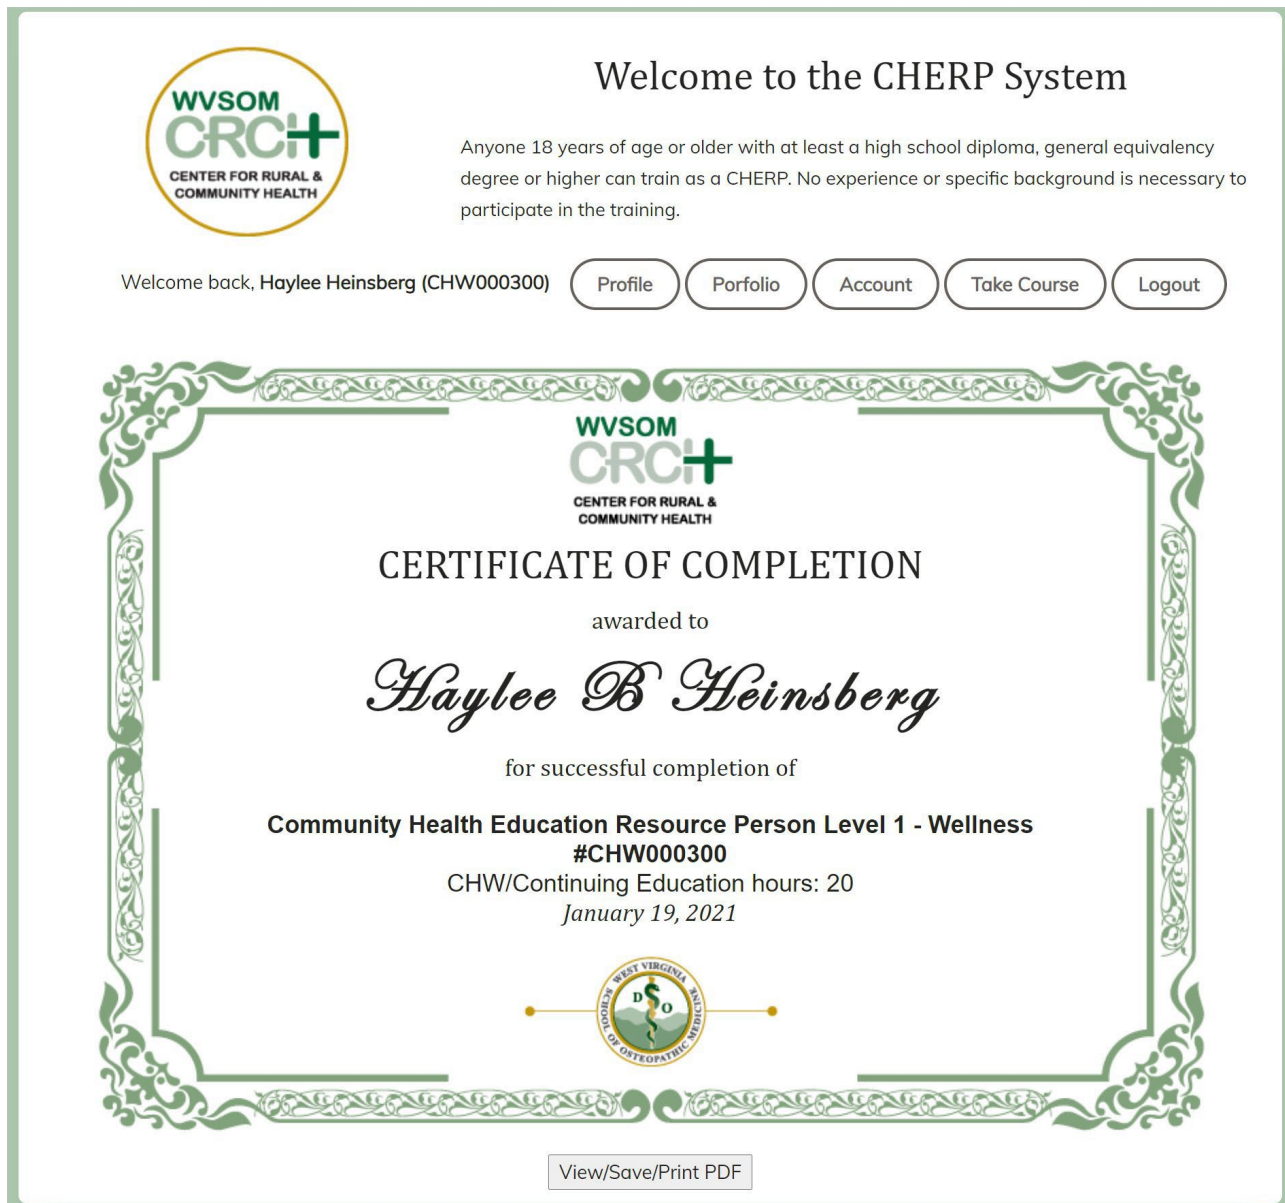 WVSOM
CRCH
CENTER FOR RURAL &
COMMUNITY HEALTH
Welcome to the CHERP System
Anyone 18 years of age or older with at least a high school diploma, general equivalency
degree or higher can train as a CHERP. No experience or specific background is necessary to
participate in the training.
Welcome back, Haylee Heinsberg (CHW000300)
Profile
Porfolio
Account
Take Course
Logout
WVSOM
CRCH
CENTER FOR RURAL &
COMMUNITY HEALTH
CERTIFICATE OF COMPLETION
awarded to
Haylee B Heinsberg
for successful completion of
Community Health Education Resource Person Level 1 - Wellness
#CHW000300
CHW/Continuing Education hours: 20
January 19, 2021
WEST VIRGINIA
SCHOOL OF OSTEOPATHIC MEDICINE
D O
View/Save/Print PDF